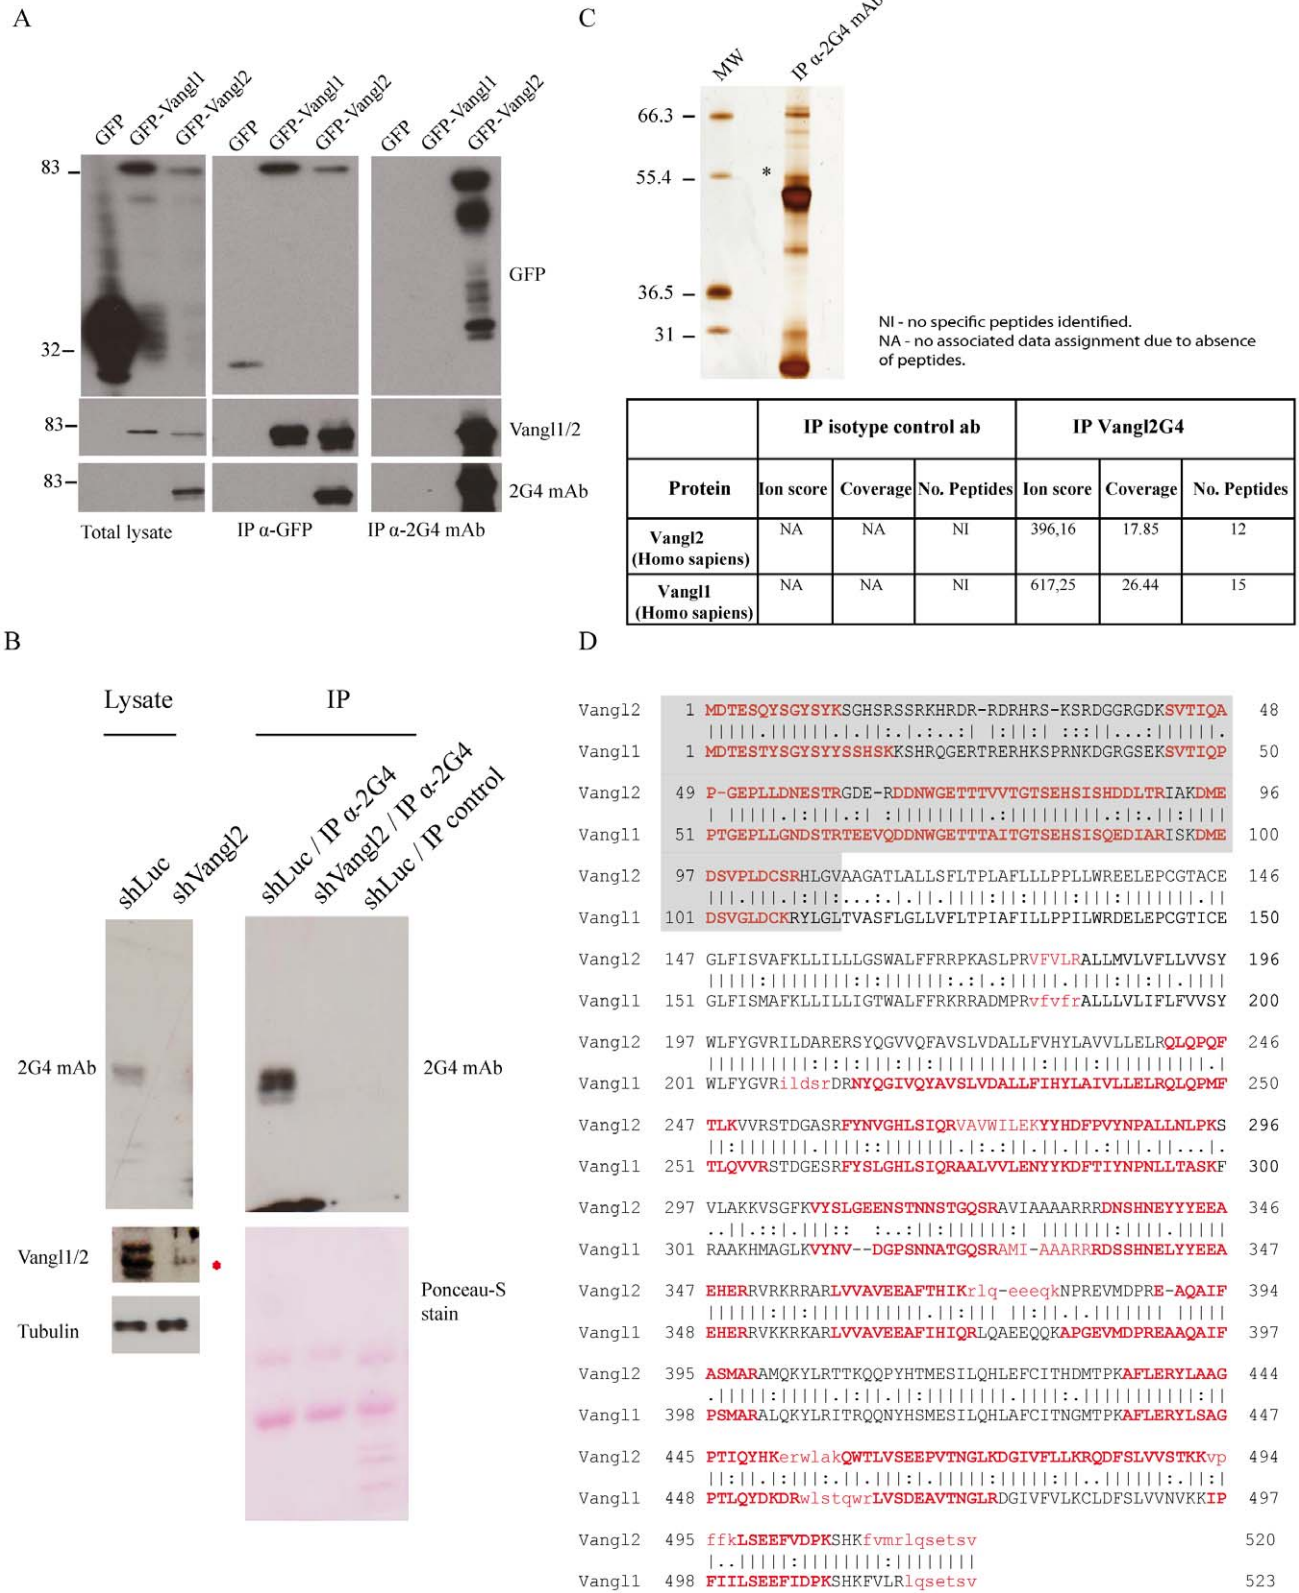 A
GFP
GFP-Vangl1
GFP-Vangl2
GFP
GFP-Vangl1
GFP-Vangl2
GFP
GFP-Vangl1
GFP-Vangl2
83
32
GFP
83
Vangl1/2
83
2G4 mAb
Total lysate
IP α-GFP
IP α-2G4 mAb
C
MW
IP α-2G4 mAb
66.3
55.4
*
36.5
31
NI - no specific peptides identified.
NA - no associated data assignment due to absence
of peptides.
IP isotype control ab IP Vangl2G4
Protein Ion score Coverage No. Peptides Ion score Coverage No. Peptides
Vangl2 (Homo sapiens) NA NA NI 396,16 17.85 12
Vangl1 (Homo sapiens) NA NA NI 617,25 26.44 15
B
Lysate
IP
shLuc
shVangl2
shLuc / IP α-2G4
shVangl2 / IP α-2G4
shLuc / IP control
2G4 mAb
2G4 mAb
Vangl1/2
Tubulin
Ponceau-S
stain
D
Vangl2 1 MDTESQYSGYSYKSGHSRSSRKHRDR-RDRHRS-KSRDGGRGDKSVTIQA 48
Vangl1 1 MDTESTYSGYSYYSSHSKKSHRQGERTRERHKSPRNKDGRGSEKSVTIQP 50
Vangl2 49 P-GEPLLDNESTRGDE-RDDNWGETTTVVTGTSEHSISHDDLTRIAKDME 96
Vangl1 51 PTGEPLLGNDSTRTEEVQDDNWGETTTAITGTSEHSISQEDIARISKDME 100
Vangl2 97 DSVPLDCSRHLGVAAGATLALLSFLTPLAFLLLPPLLWREELEPCGTACE 146
Vangl1 101 DSVGLDCKRYLGLTVASFLGLLVFLTPIAFILLPPILWRDELEPCGTICE 150
Vangl2 147 GLFISVAFKLLILLLGSWALFFRRPKASLPRVFVLRALLMVLVFLLVVSY 196
Vangl1 151 GLFISMAFKLLILLIGTWALFFRKRRADMPRvfvfrALLLVLIFLFVVSY 200
Vangl2 197 WLFYGVRILDARERSYQGVVQFAVSLVDALLFVHYLAVVLLELRQLQPQF 246
Vangl1 201 WLFYGVRildsrDRNYQGIVQYAVSLVDALLFIHYLAIVLLELRQLQPMF 250
Vangl2 247 TLKVVRSTDGASRFYNVGHLSIQRVAVWILEKYYHDFPVYNPALLNLPKS 296
Vangl1 251 TLQVVRSTDGESRFYSLGHLSIQRAALVVLENYYKDFTIYNPNLLTASKF 300
Vangl2 297 VLAKKVSGFKVYSLGEENSTNNSTGQSRAVIAAAARRRDNSHNEYYYEEA 346
Vangl1 301 RAAKHMAGLKVYNV--DGPSNNATGQSRAMI-AAARRRDSSHNELYYEEA 347
Vangl2 347 EHERRVRKRRARLVVAVEEAFTHIKrlq-eeeqkNPREVMDPRE-AQAIF 394
Vangl1 348 EHERRVKKRKARLVVAVEEAFIHIQRLQAEEQQKAPGEVMDPREAAQAIF 397
Vangl2 395 ASMARAMQKYLRTTKQQPYHTMESILQHLEFCITHDMTPKAFLERYLAAG 444
Vangl1 398 PSMARALQKYLRITRQQNYHSMESILQHLAFCITNGMTPKAFLERYLSAG 447
Vangl2 445 PTIQYHKerwlakQWTLVSEEPVTNGLKDGIVFLLKRQDFSLVVSTKKvp 494
Vangl1 448 PTLQYDKDRwlstqwrLVSDEAVTNGLRDGIVFVLKCLDFSLVVNVKKIP 497
Vangl2 495 ffkLSEEFVDPKSHKfvmrlqsetsv 520
Vangl1 498 FIILSEEFIDPKSHKFVLRlqsetsv 523